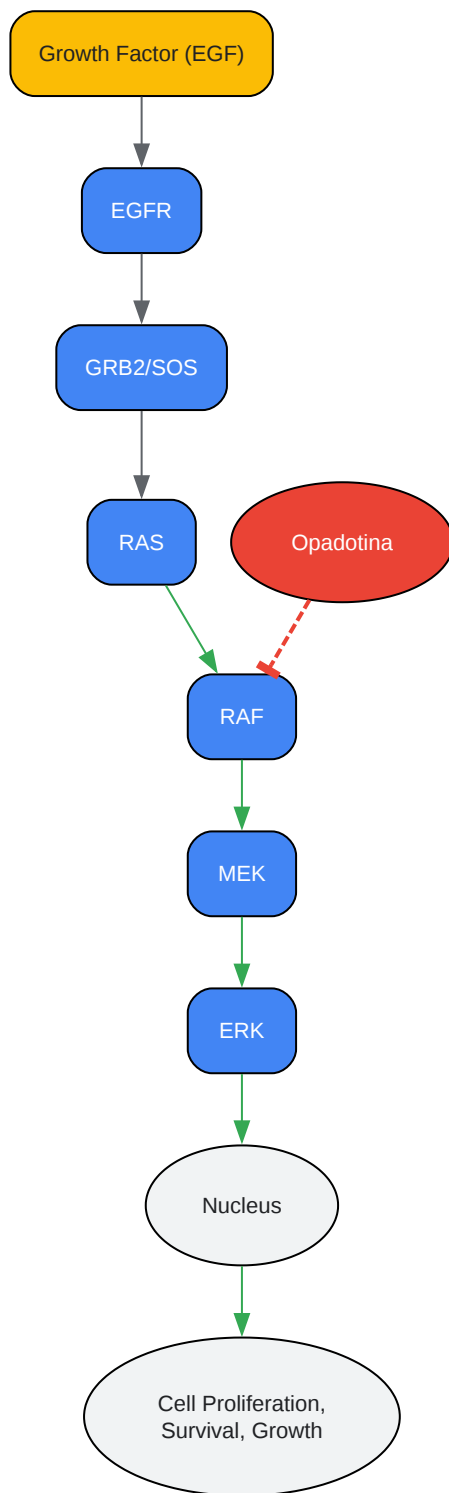 Growth Factor (EGF)
EGFR
GRB2/SOS
RAS
Opadotina
RAF
MEK
ERK
Nucleus
Cell Proliferation,
Survival, Growth